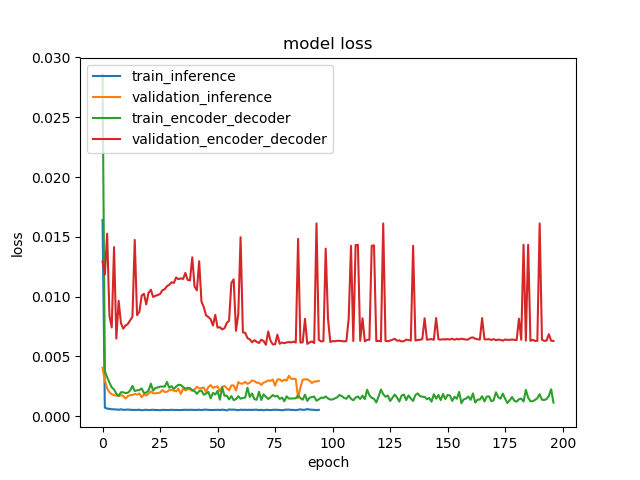 model loss
train_inference
validation_inference
train_encoder_decoder
validation_encoder_decoder
loss
0.030
0.025
0.020
0.015
0.010
0.005
0.000
0 25 50 75 100 125 150 175 200
epoch